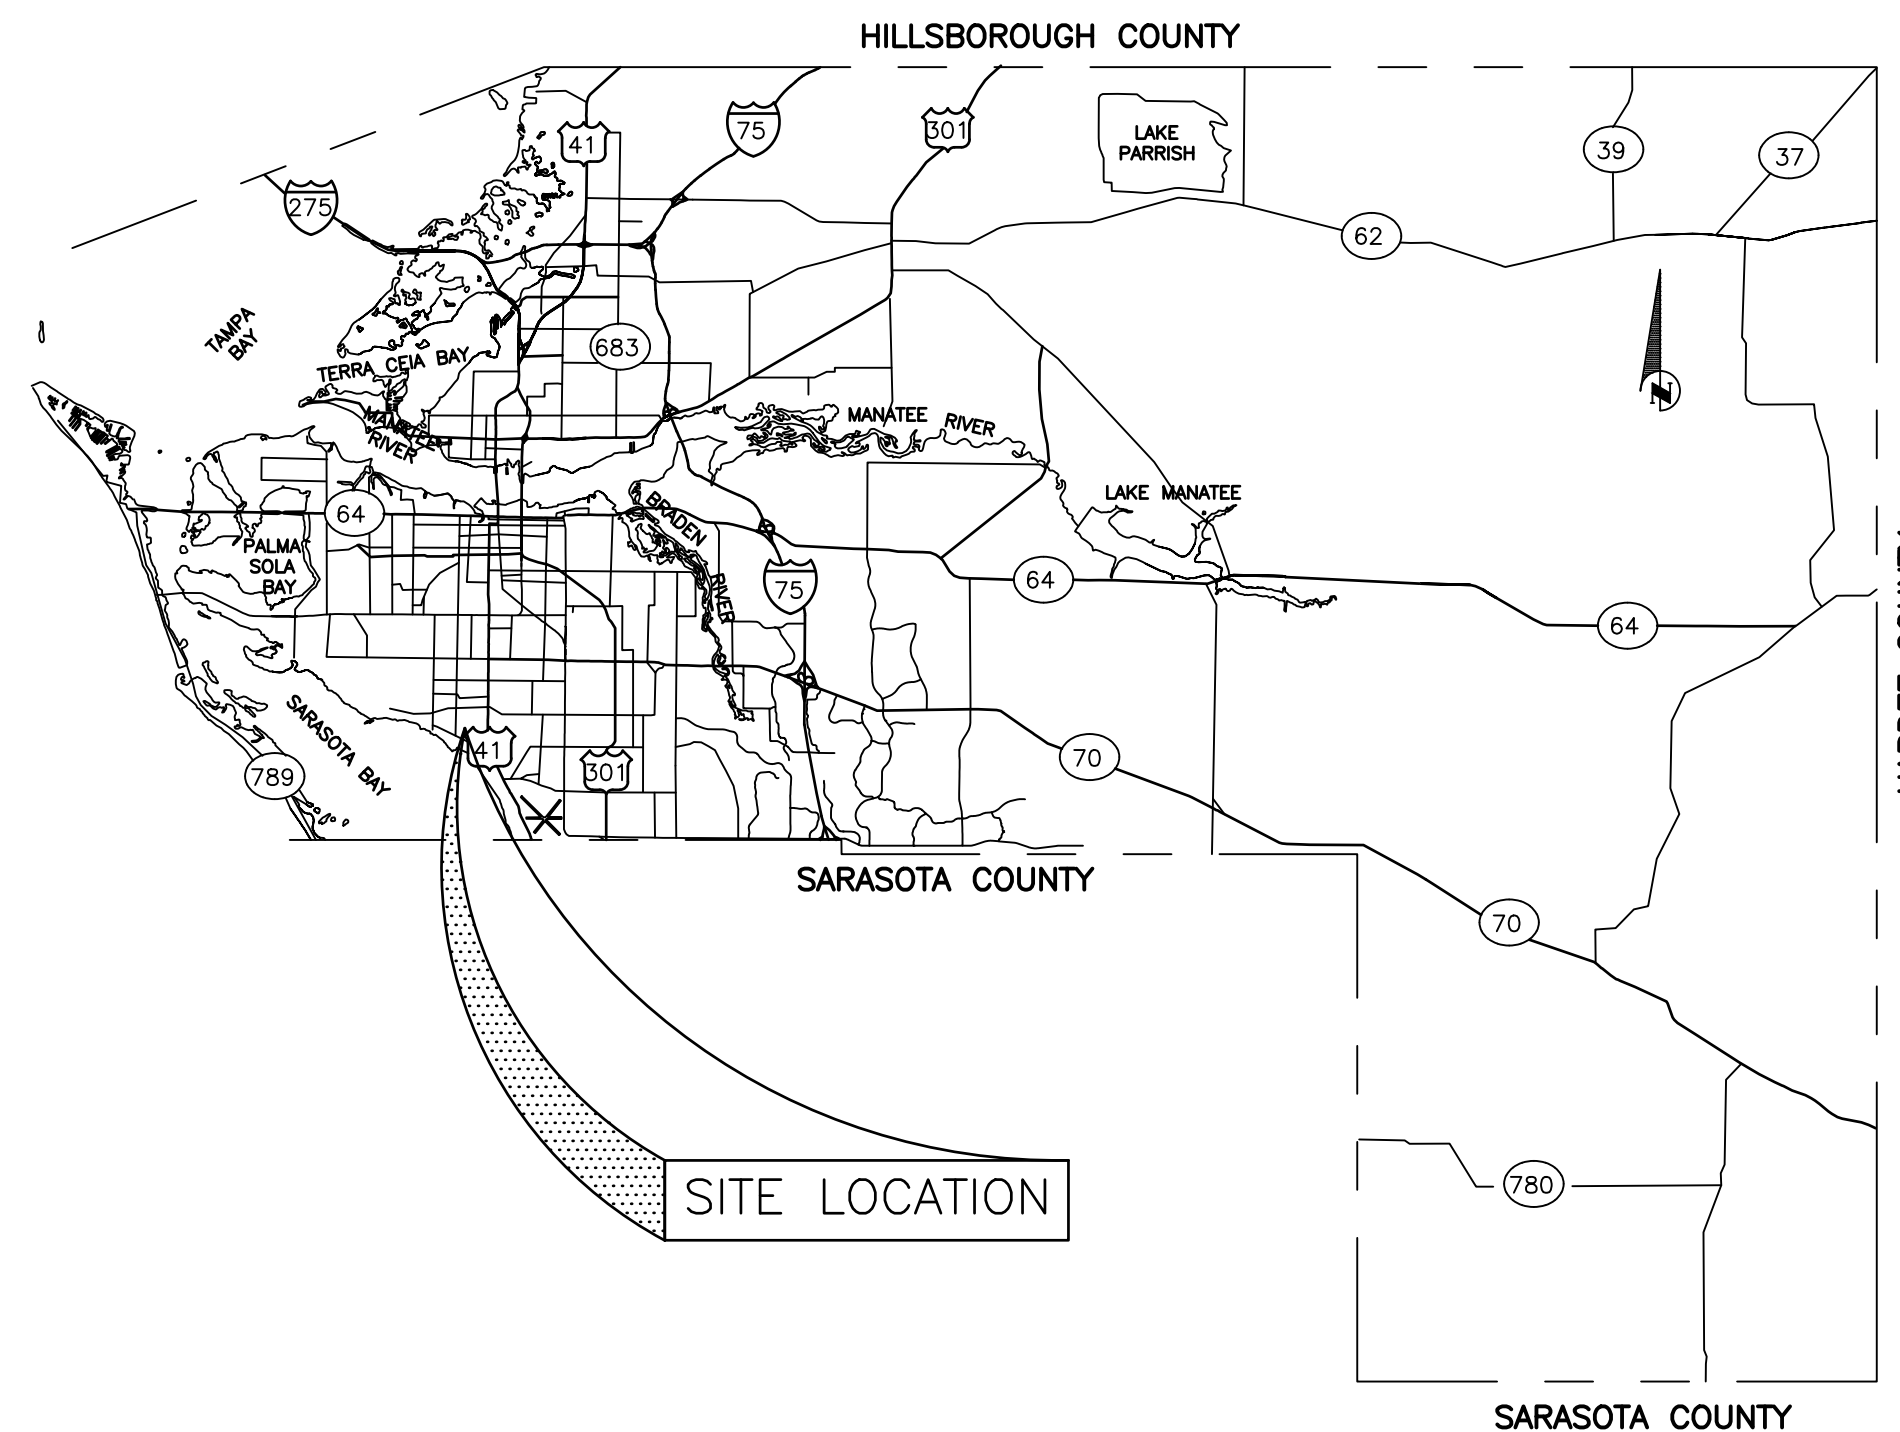 HILLSBOROUGH COUNTY
41
75
301
LAKE
PARRISH
39
37
275
62
TAMPA
BAY
TERRA CEIA BAY
683
MANATEE
RIVER
MANATEE RIVER
64
BRADEN
RIVER
LAKE MANATEE
PALMA
SOLA
BAY
75
64
64
SARASOTA BAY
789
41
301
70
N
SARASOTA COUNTY
70
SITE LOCATION
780
SARASOTA COUNTY